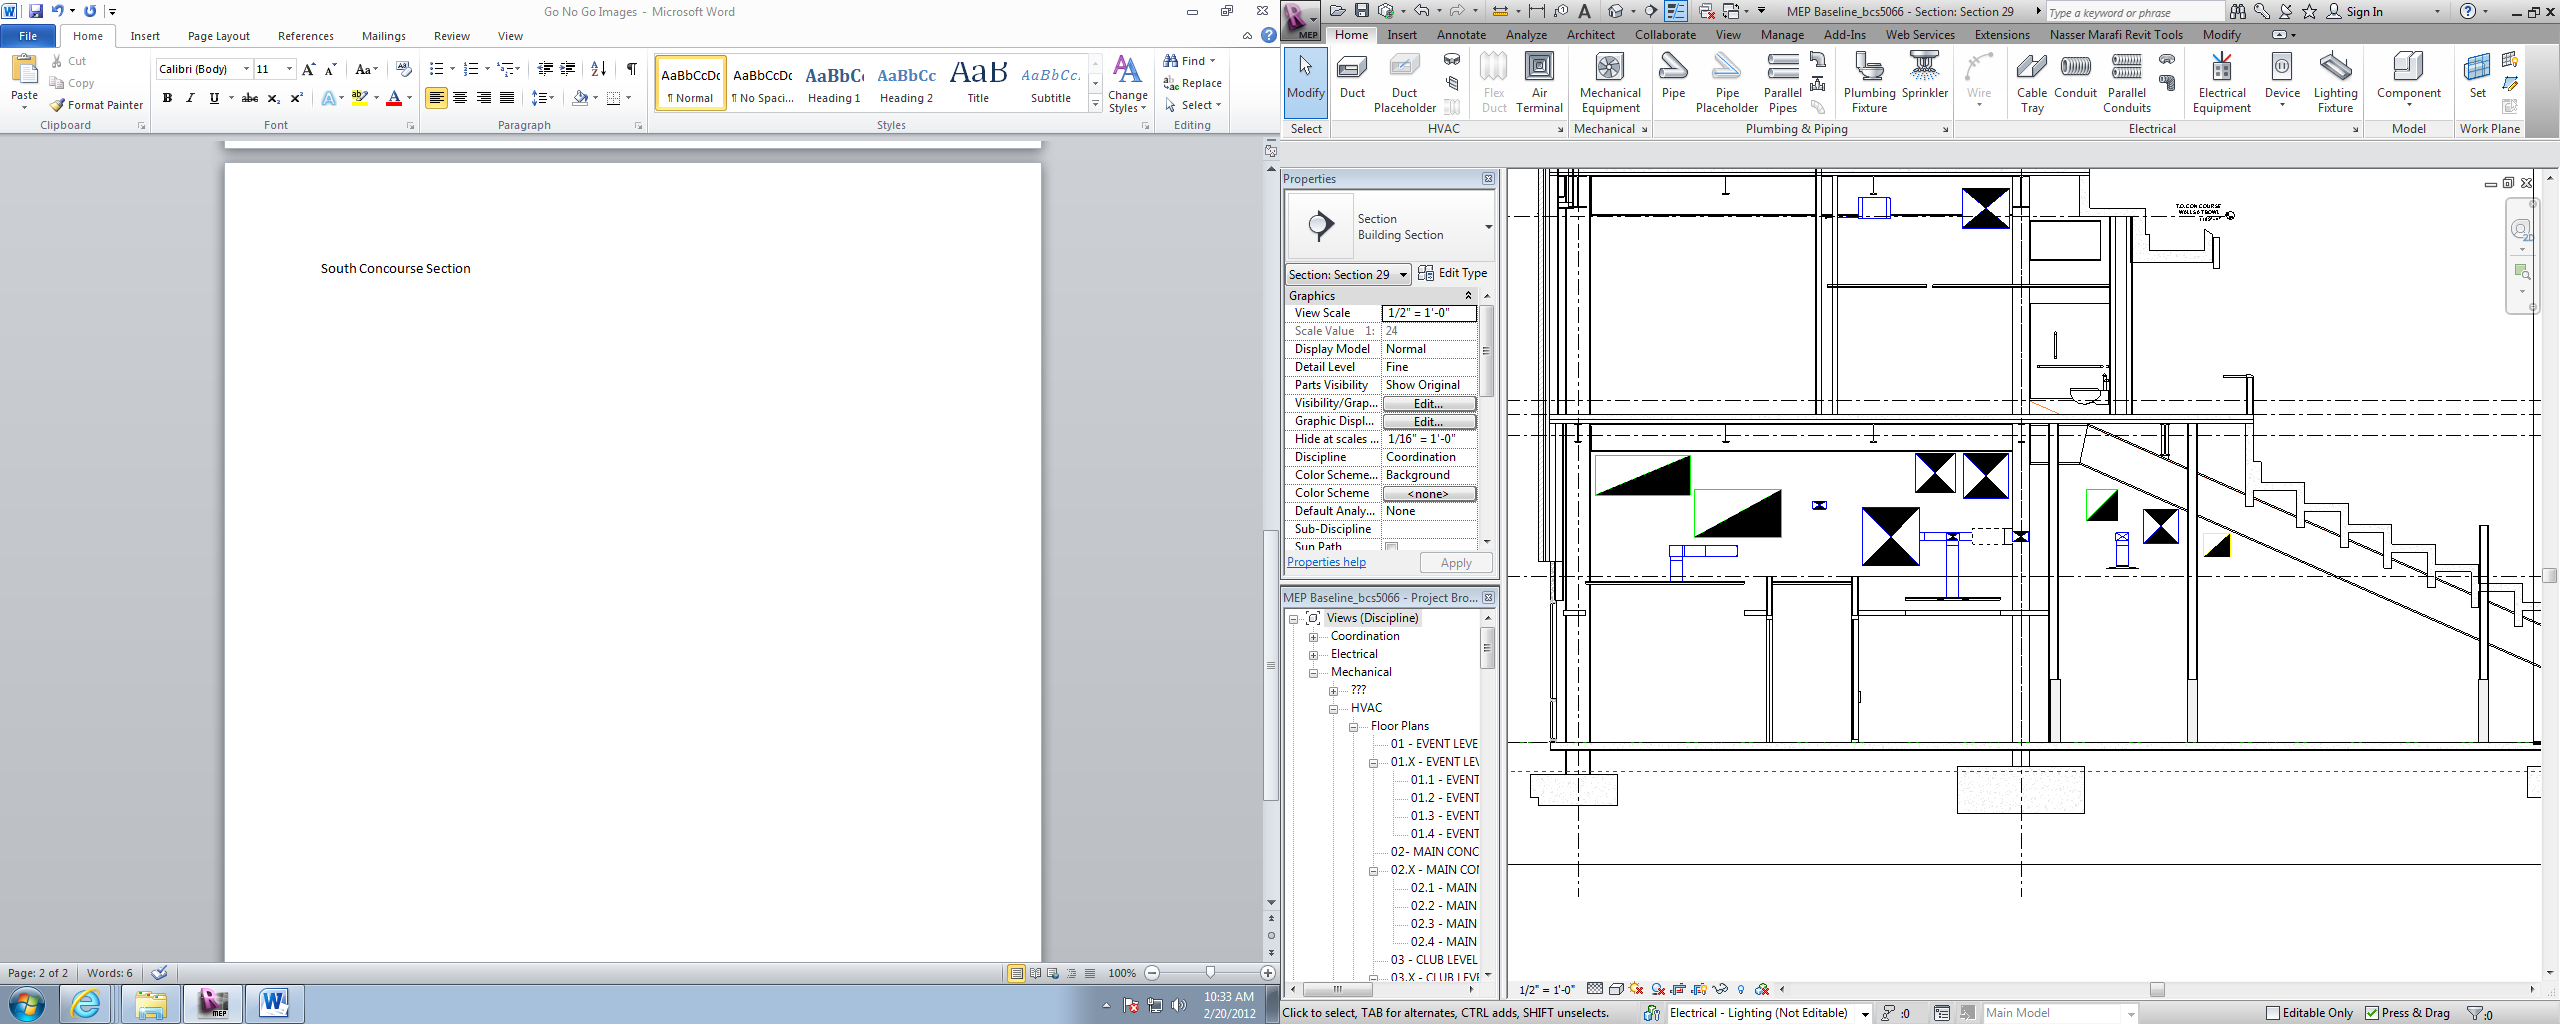 Go No Go Images - Microsoft Word
File Home Insert Page Layout References Mailings Review View
Paste
Cut
Copy
Format Painter
Clipboard
Calibri (Body) 11
Font
Paragraph
AaBbCcDc AaBbCcDc AaBbCc AaBbCc AaB AaBbCc.
¶ Normal ¶ No Spaci... Heading 1 Heading 2 Title Subtitle
Change Styles
Styles
Find
Replace
Select
Editing
South Concourse Section
Page: 2 of 2 Words: 6
100%
10:33 AM
2/20/2012
MEP Baseline_bcs5066 - Section: Section 29
Type a keyword or phrase
Sign In
MEP
Home Insert Annotate Analyze Architect Collaborate View Manage Add-Ins Web Services Extensions Nasser Marafi Revit Tools Modify
Modify
Duct
Duct Placeholder
Flex Duct
Air Terminal
Mechanical Equipment
Pipe
Pipe Placeholder
Parallel Pipes
Plumbing Fixture
Sprinkler
Wire
Cable Tray
Conduit
Parallel Conduits
Electrical Equipment
Device
Lighting Fixture
Component
Set
Select HVAC Mechanical Plumbing & Piping Electrical Model Work Plane
Properties
Section
Building Section
Section: Section 29 Edit Type
Graphics
View Scale 1/2" = 1'-0"
Scale Value 1: 24
Display Model Normal
Detail Level Fine
Parts Visibility Show Original
Visibility/Grap... Edit...
Graphic Displ... Edit...
Hide at scales ... 1/16" = 1'-0"
Discipline Coordination
Color Scheme... Background
Color Scheme <none>
Default Analy... None
Sub-Discipline
Sun Path
Properties help Apply
MEP Baseline_bcs5066 - Project Bro...
Views (Discipline)
Coordination
Electrical
Mechanical
???
HVAC
Floor Plans
01 - EVENT LEVE
01.X - EVENT LEV
01.1 - EVENT
01.2 - EVENT
01.3 - EVENT
01.4 - EVENT
02- MAIN CONC
02.X - MAIN CON
02.1 - MAIN
02.2 - MAIN
02.3 - MAIN
02.4 - MAIN
03 - CLUB LEVEL
03.X - CLUB LEVE
T.O.CONCOURSE
2D
1/2" = 1'-0"
Click to select, TAB for alternates, CTRL adds, SHIFT unselects.
Electrical - Lighting (Not Editable)
:0
Main Model
Editable Only
Press & Drag
:0